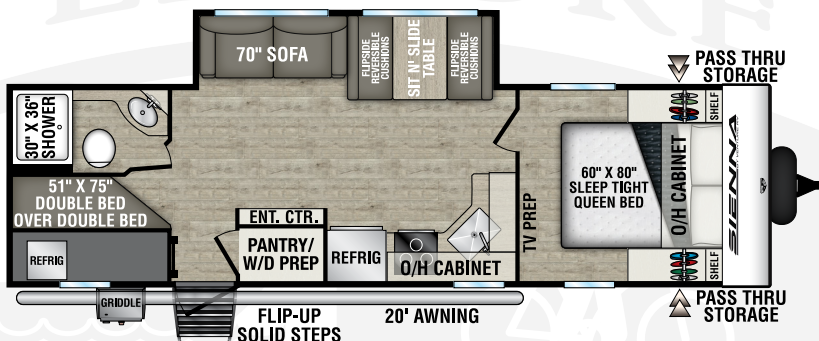 70" SOFA
FLIPSIDE
REVERSIBLE
CUSHIONS
SIT N' SLIDE
TABLE
FLIPSIDE
REVERSIBLE
CUSHIONS
PASS THRU
STORAGE
30" X 36"
SHOWER
SHELF
51" X 75"
DOUBLE BED
OVER DOUBLE BED
60" X 80"
SLEEP TIGHT
QUEEN BED
O/H CABINET
TV PREP
SIENNA
ENT. CTR.
PANTRY/
W/D PREP
REFRIG
O/H CABINET
REFRIG
SHELF
GRIDDLE
FLIP-UP
SOLID STEPS
20' AWNING
PASS THRU
STORAGE